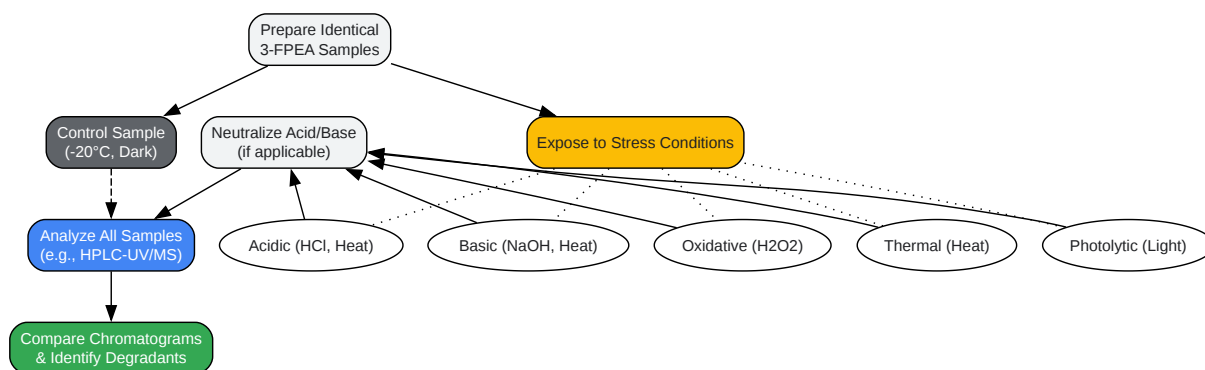 Prepare Identical
3-FPEA Samples
Control Sample
(-20°C, Dark)
Neutralize Acid/Base
(if applicable)
Expose to Stress Conditions
Analyze All Samples
(e.g., HPLC-UV/MS)
Acidic (HCl, Heat)
Basic (NaOH, Heat)
Oxidative (H2O2)
Thermal (Heat)
Photolytic (Light)
Compare Chromatograms
& Identify Degradants